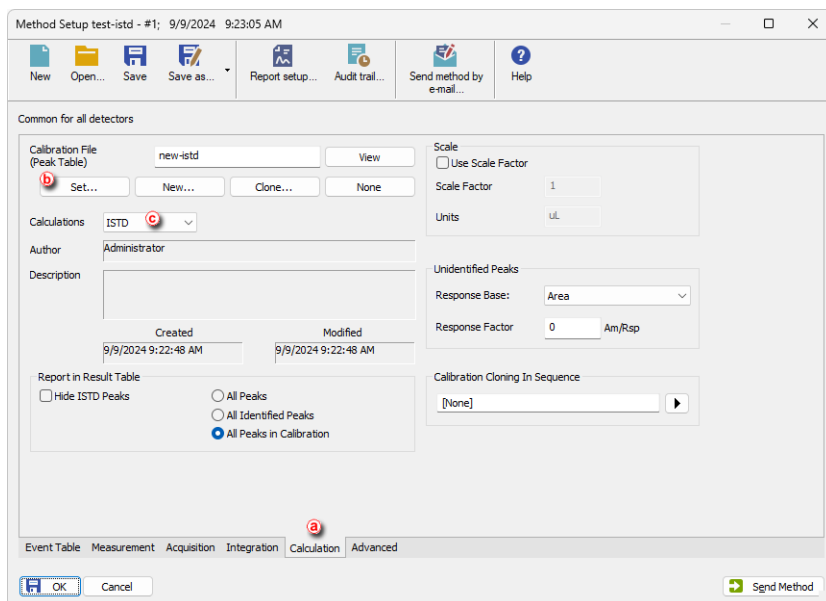 Method Setup test-istd - #1; 9/9/2024 9:23:05 AM
New Open... Save Save as... Report setup... Audit trail... Send method by e-mail... Help
Common for all detectors
Calibration File
(Peak Table)
new-istd
View
b Set... New... Clone... None
Calculations ISTD c
Author Administrator
Description
Created Modified
9/9/2024 9:22:48 AM 9/9/2024 9:22:48 AM
Report in Result Table
Hide ISTD Peaks
All Peaks
All Identified Peaks
All Peaks in Calibration
Scale
Use Scale Factor
Scale Factor 1
Units uL
Unidentified Peaks
Response Base: Area
Response Factor 0 Am/Rsp
Calibration Cloning In Sequence
[None]
a
Event Table Measurement Acquisition Integration Calculation Advanced
OK Cancel Send Method